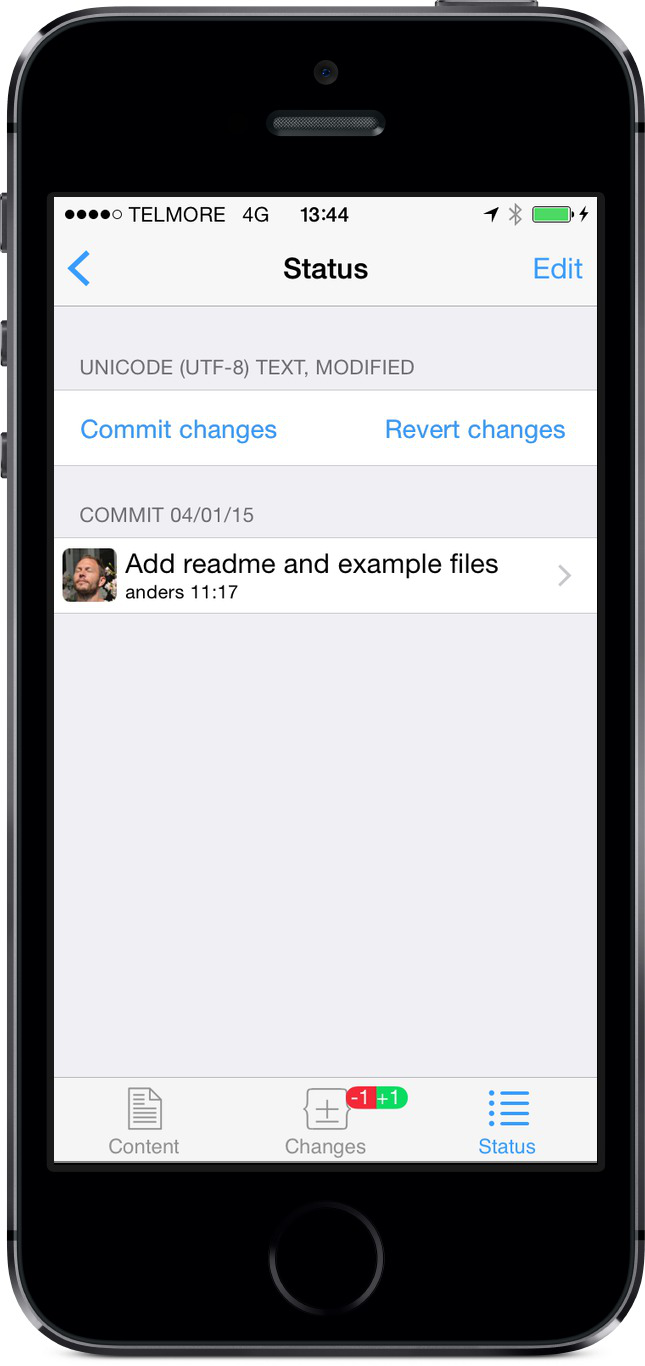 TELMORE 4G 13:44
Status Edit
UNICODE (UTF-8) TEXT, MODIFIED
Commit changes Revert changes
COMMIT 04/01/15
Add readme and example files
anders 11:17
-1 +1
Content Changes Status